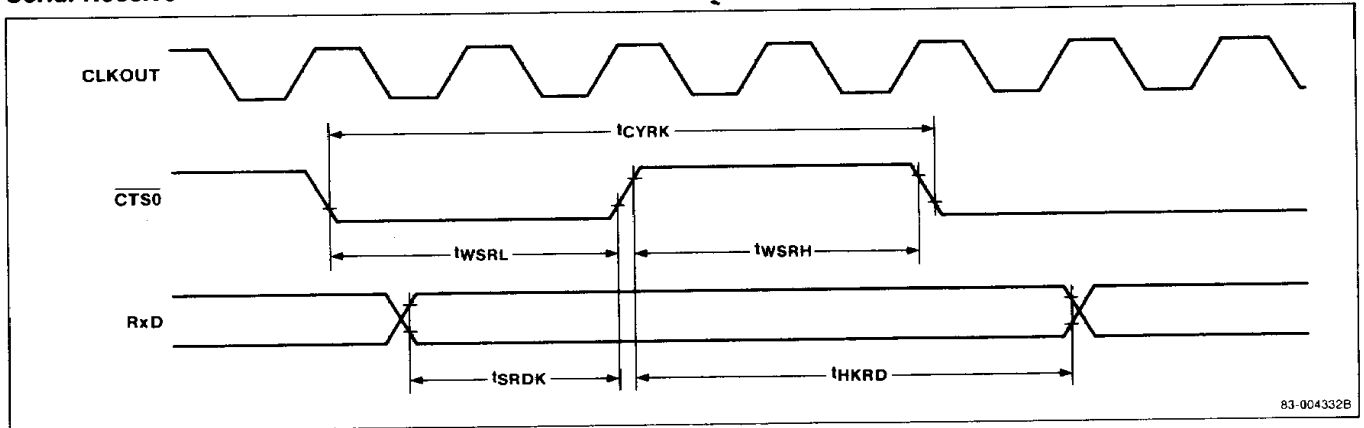 Serial Receive
CLKOUT
tCYRK
CTS0
tWSRL
tWSRH
RxD
tSRDK
tHKRD
83-004332B